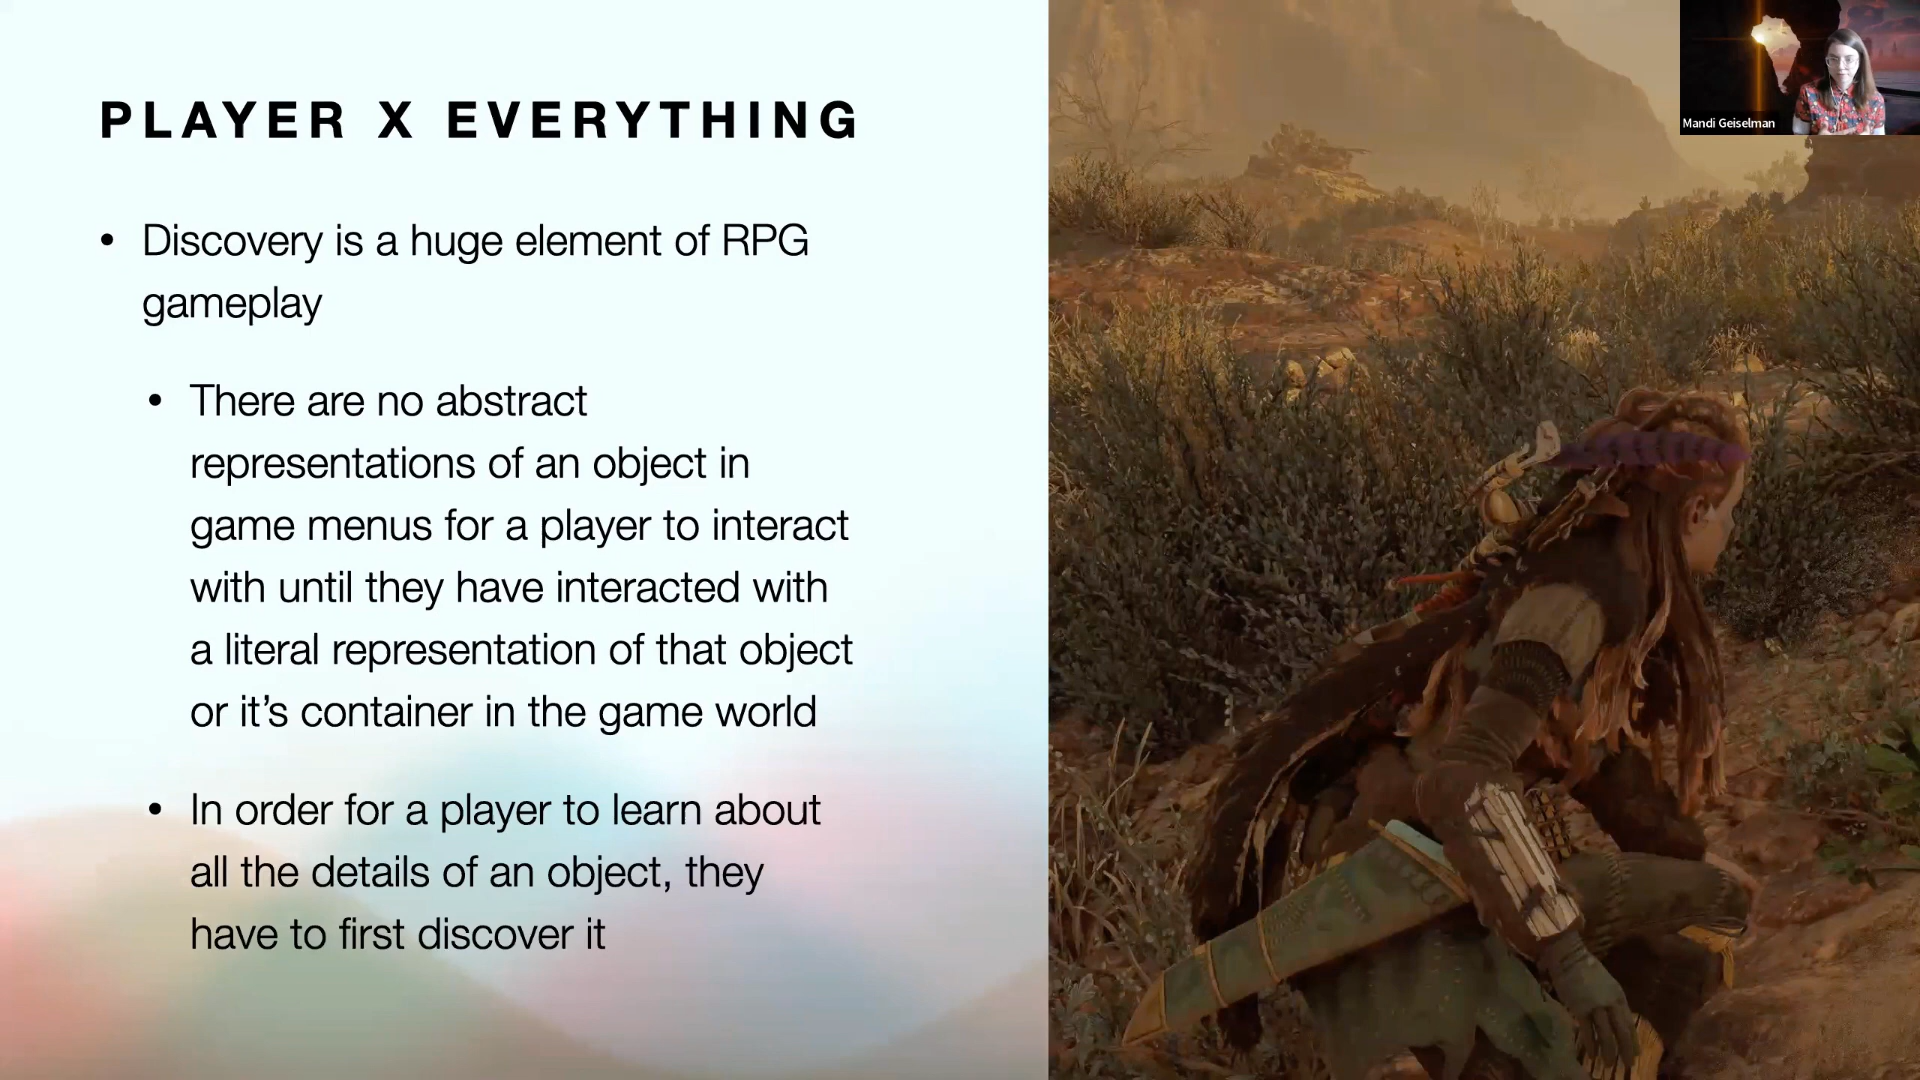 PLAYER X EVERYTHING
• Discovery is a huge element of RPG
gameplay
• There are no abstract
representations of an object in
game menus for a player to interact
with until they have interacted with
a literal representation of that object
or it’s container in the game world
• In order for a player to learn about
all the details of an object, they
have to first discover it
Mandi Geiselman